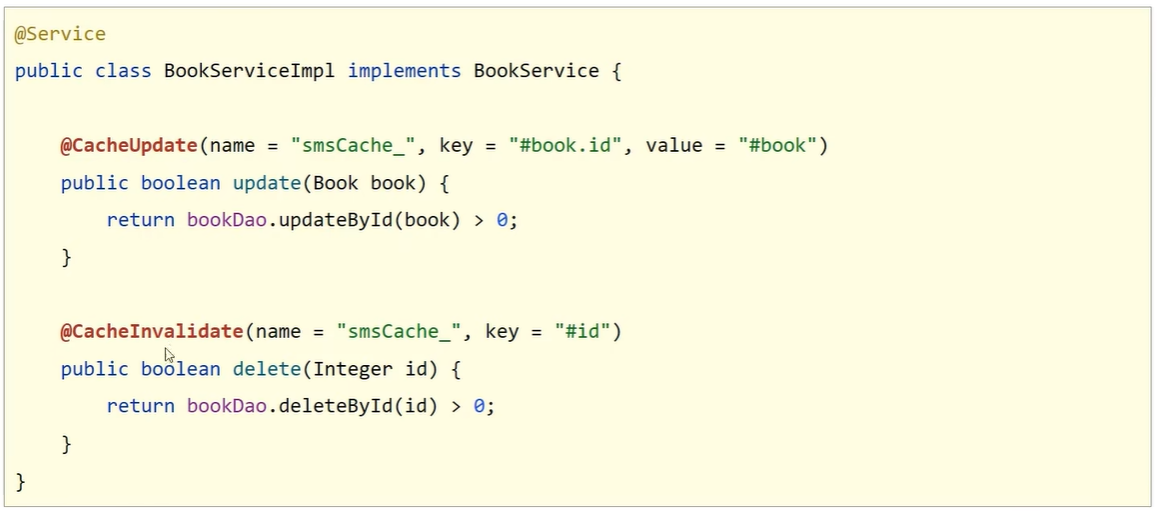 @Service
public class BookServiceImpl implements BookService {
@CacheUpdate(name = "smsCache_", key = "#book.id", value = "#book")
public boolean update(Book book) {
return bookDao.updateById(book) > 0;
}
@CacheInvalidate(name = "smsCache_", key = "#id")
public boolean delete(Integer id) {
return bookDao.deleteById(id) > 0;
}
}